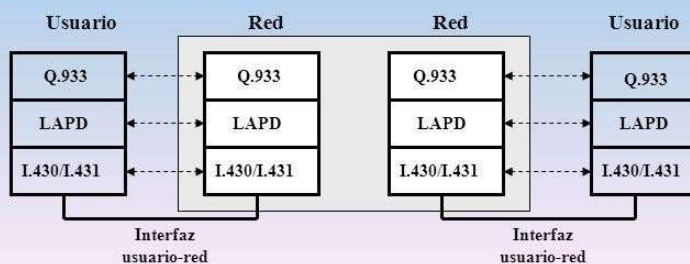 Usuario Red Red Usuario
Q.933 Q.933 Q.933 Q.933
LAPD LAPD LAPD LAPD
I.430/I.431 I.430/I.431 I.430/I.431 I.430/I.431
Interfaz Interfaz
usuario-red usuario-red